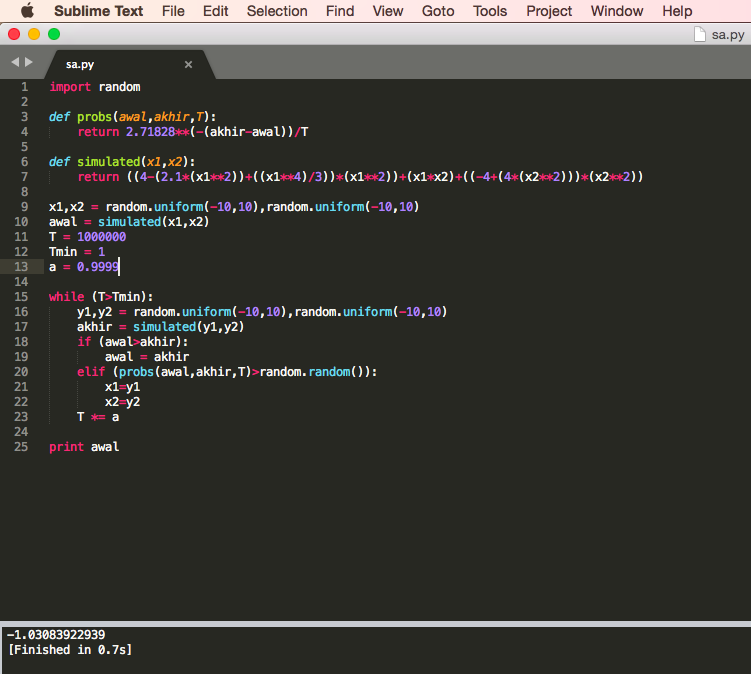 Sublime Text File Edit Selection Find View Goto Tools Project Window Help
sa.py
sa.py ×
1 import random
2
3 def probs(awal,akhir,T):
4     return 2.71828**(-(akhir-awal))/T
5
6 def simulated(x1,x2):
7     return ((4-(2.1*(x1**2))+((x1**4)/3))*(x1**2))+(x1*x2)+((-4+(4*(x2**2)))*(x2**2))
8
9 x1,x2 = random.uniform(-10,10),random.uniform(-10,10)
10 awal = simulated(x1,x2)
11 T = 1000000
12 Tmin = 1
13 a = 0.9999
14
15 while (T>Tmin):
16     y1,y2 = random.uniform(-10,10),random.uniform(-10,10)
17     akhir = simulated(y1,y2)
18     if (awal>akhir):
19         awal = akhir
20     elif (probs(awal,akhir,T)>random.random()):
21         x1=y1
22         x2=y2
23     T *= a
24
25 print awal
-1.03083922939
[Finished in 0.7s]